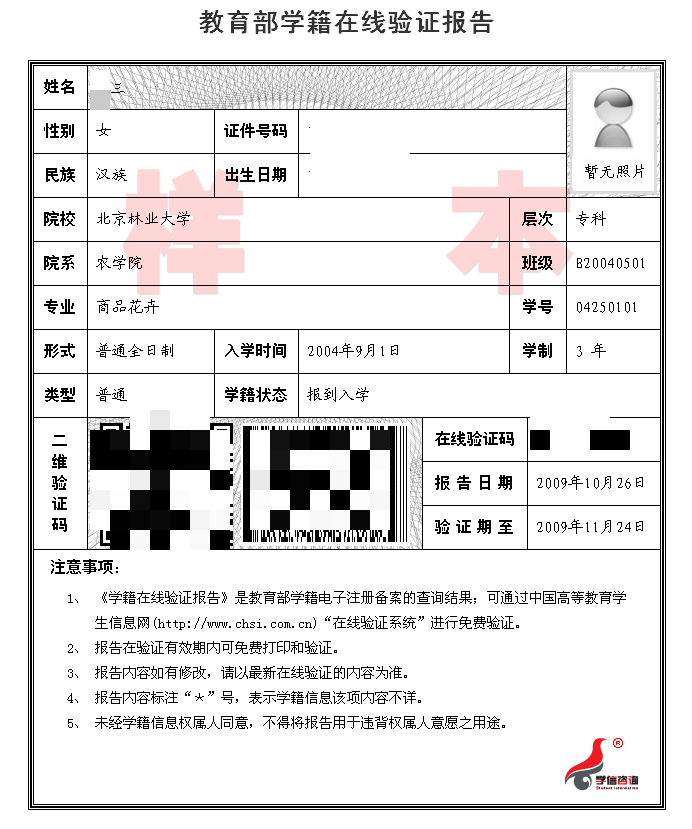 教育部学籍在线验证报告
姓名 三
性别 女 证件号码
民族 汉族 出生日期
暂无照片
样 本
院校 北京林业大学 层次 专科
院系 农学院 班级 B20040501
专业 商品花卉 学号 04250101
形式 普通全日制 入学时间 2004年9月1日 学制 3 年
类型 普通 学籍状态 报到入学
二维验证码
在线验证码
报告日期 2009年10月26日
验证期至 2009年11月24日
注意事项:
1、 《学籍在线验证报告》是教育部学籍电子注册备案的查询结果;可通过中国高等教育学
生信息网(http://www.chsi.com.cn)“在线验证系统”进行免费验证。
2、 报告在验证有效期内可免费打印和验证。
3、 报告内容如有修改,请以最新在线验证的内容为准。
4、 报告内容标注“*”号,表示学籍信息该项内容不详。
5、 未经学籍信息权属人同意,不得将报告用于违背权属人意愿之用途。
®
学信咨询
Student Information